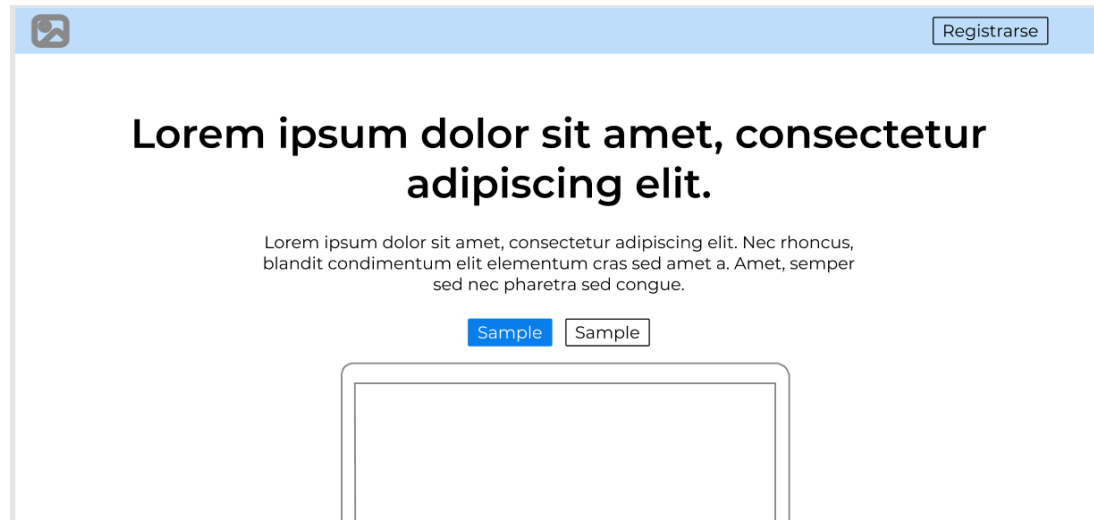 Registrarse
Lorem ipsum dolor sit amet, consectetur
adipiscing elit.
Lorem ipsum dolor sit amet, consectetur adipiscing elit. Nec rhoncus,
blandit condimentum elit elementum cras sed amet a. Amet, semper
sed nec pharetra sed congue.
Sample Sample